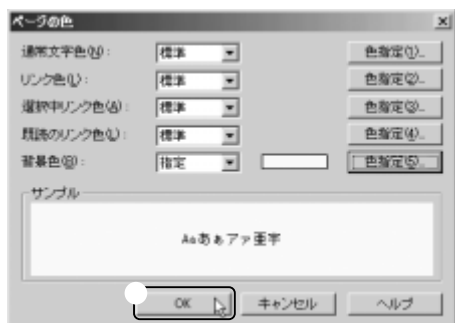 ページの色
通常文字色(N): 標準 色指定(1)...
リンク色(L): 標準 色指定(2)...
選択中リンク色(A): 標準 色指定(3)...
既読のリンク色(L): 標準 色指定(4)...
背景色(B): 指定 色指定(5)...
サンプル
Aaあぁアァ亜宇
OK キャンセル ヘルプ